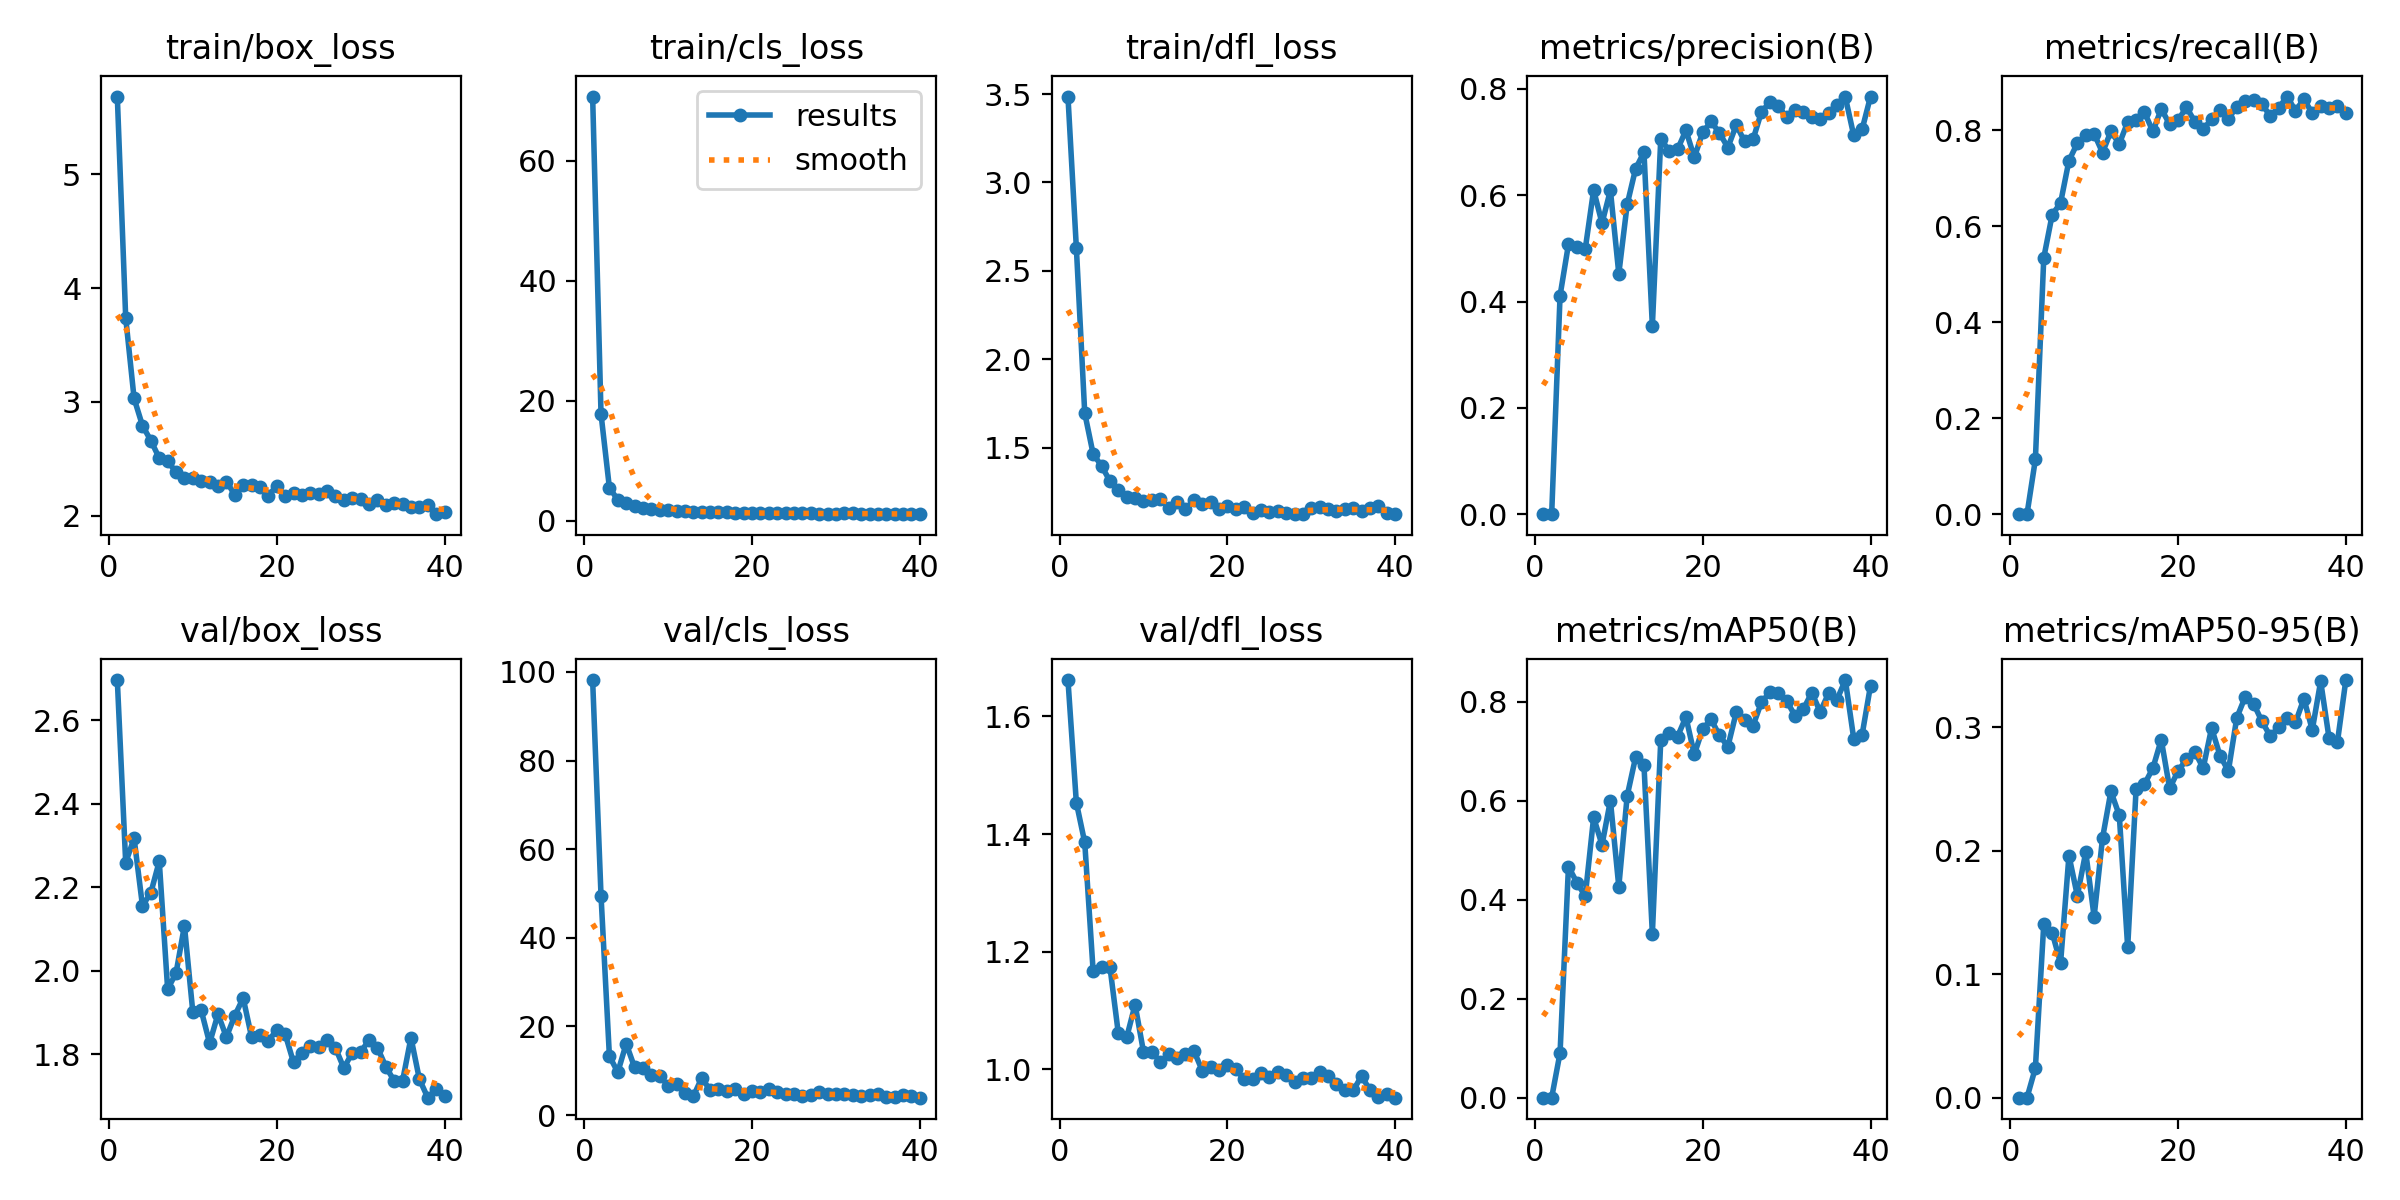 train/box_loss
5
4
3
2
0 20 40
train/cls_loss
results
smooth
60
40
20
0
0 20 40
train/dfl_loss
3.5
3.0
2.5
2.0
1.5
0 20 40
metrics/precision(B)
0.8
0.6
0.4
0.2
0.0
0 20 40
metrics/recall(B)
0.8
0.6
0.4
0.2
0.0
0 20 40
val/box_loss
2.6
2.4
2.2
2.0
1.8
0 20 40
val/cls_loss
100
80
60
40
20
0
0 20 40
val/dfl_loss
1.6
1.4
1.2
1.0
0 20 40
metrics/mAP50(B)
0.8
0.6
0.4
0.2
0.0
0 20 40
metrics/mAP50-95(B)
0.3
0.2
0.1
0.0
0 20 40